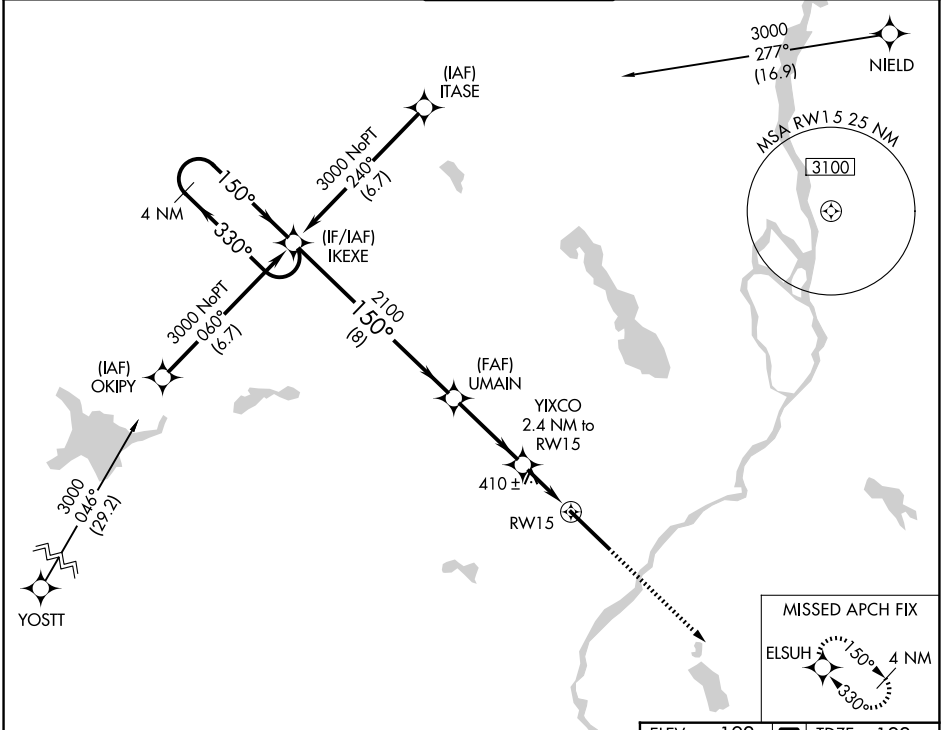 3000
277°
(16.9)
NIELD
(IAF)
ITASE
MSA RW15 25 NM
3100
3000 NoPT
240°
(6.7)
150°
4 NM
330°
(IF/IAF)
IKEXE
3000 NoPT
060°
(6.7)
2100
150°
(8)
(IAF)
OKIPY
(FAF)
UMAIN
YIXCO
2.4 NM to
RW15
410 ±
RW15
3000
046°
(29.2)
YOSTT
MISSED APCH FIX
ELSUH
150°
4 NM
330°